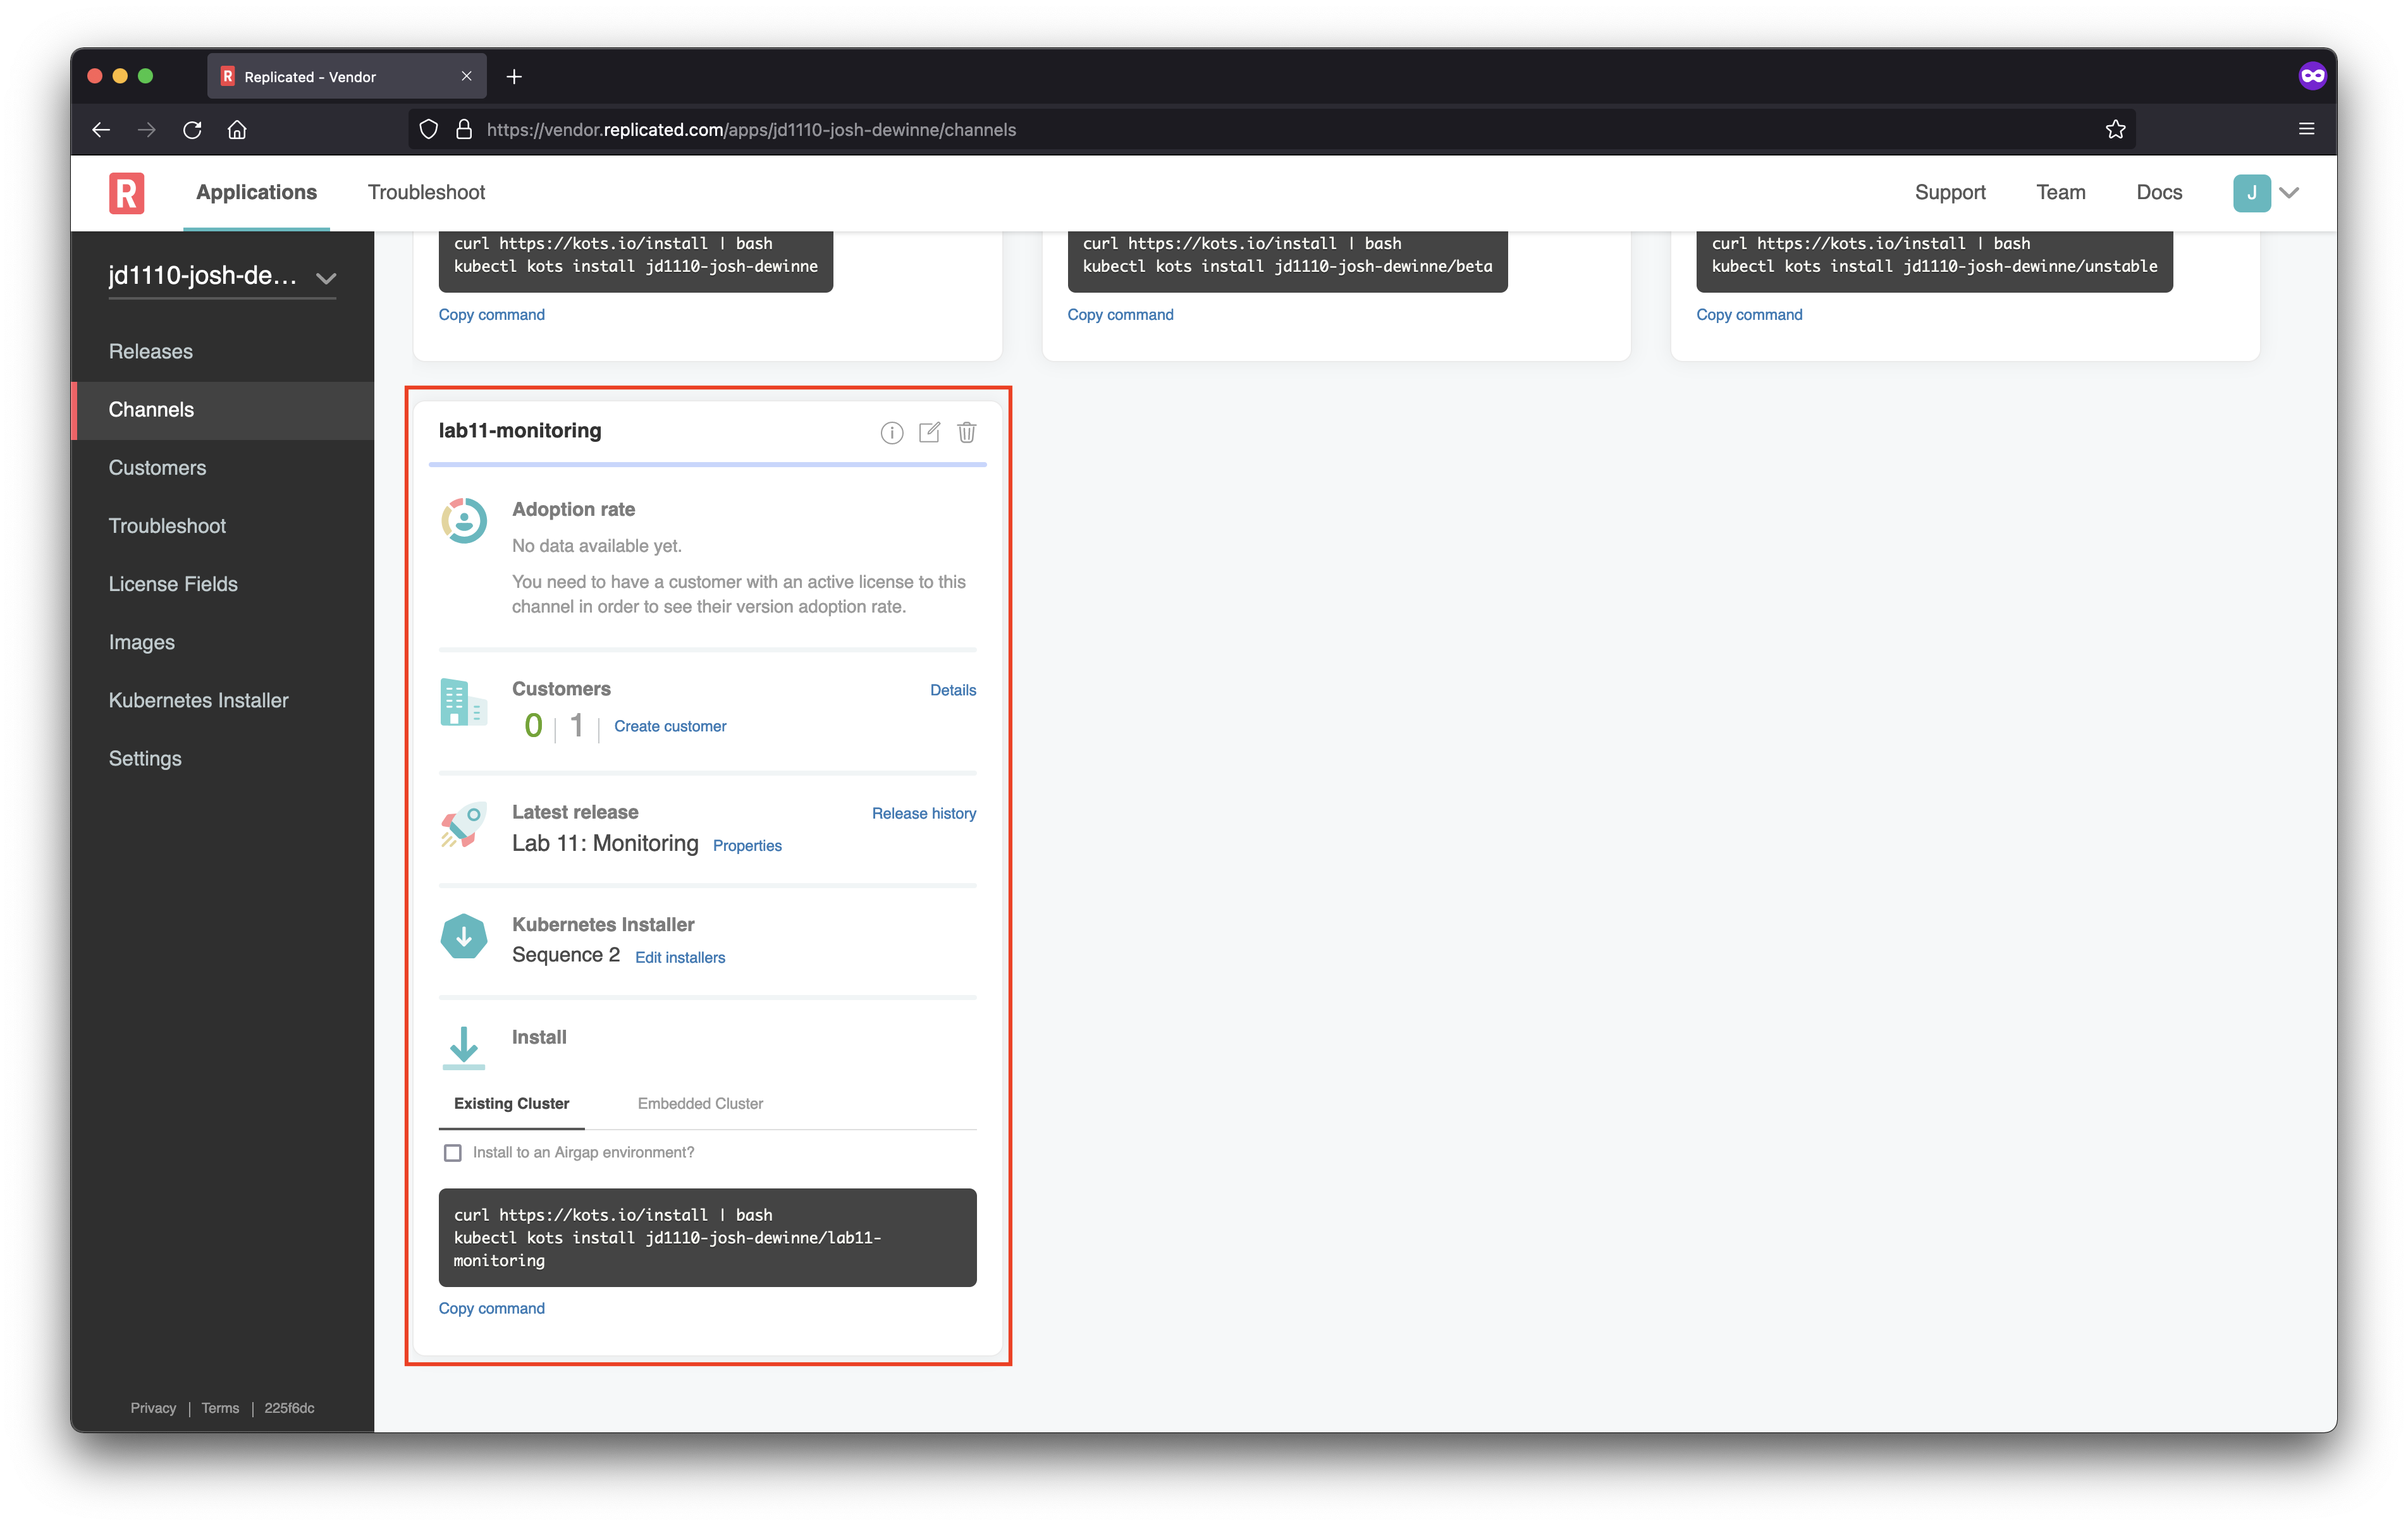 R Replicated - Vendor
https://vendor.replicated.com/apps/jd1110-josh-dewinne/channels
R Applications Troubleshoot Support Team Docs J
jd1110-josh-de...
Releases
Channels
Customers
Troubleshoot
License Fields
Images
Kubernetes Installer
Settings
Privacy | Terms | 225f6dc
curl https://kots.io/install | bash
kubectl kots install jd1110-josh-dewinne
Copy command
curl https://kots.io/install | bash
kubectl kots install jd1110-josh-dewinne/beta
Copy command
curl https://kots.io/install | bash
kubectl kots install jd1110-josh-dewinne/unstable
Copy command
lab11-monitoring
Adoption rate
No data available yet.
You need to have a customer with an active license to this
channel in order to see their version adoption rate.
Customers Details
0 | 1 | Create customer
Latest release Release history
Lab 11: Monitoring Properties
Kubernetes Installer
Sequence 2 Edit installers
Install
Existing Cluster Embedded Cluster
Install to an Airgap environment?
curl https://kots.io/install | bash
kubectl kots install jd1110-josh-dewinne/lab11-
monitoring
Copy command